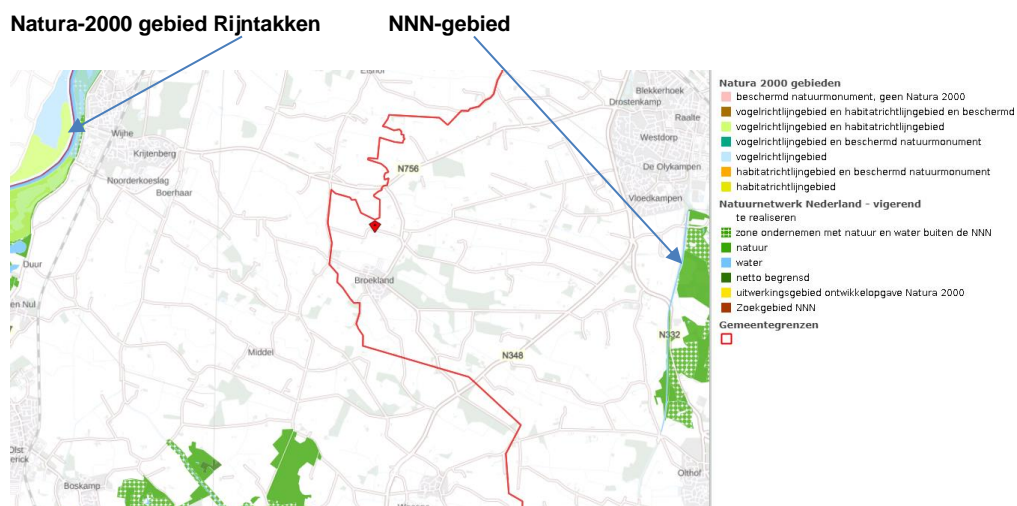 Natura-2000 gebied Rijntakken
NNN-gebied
Blekkerhoek
Drostenkamp
Raalte
Wijhe
Westdorp
Krijtenberg
N756
De Olykampen
Noorderkoeslag
Boerhaar
Vloedkampen
Duur
Broekland
en Nul
N332
Middel
N348
Olst
erick
Boskamp
Olthof
Natura 2000 gebieden
beschermd natuurmonument, geen Natura 2000
vogelrichtlijngebied en habitatrichtlijngebied en beschermd
vogelrichtlijngebied en habitatrichtlijngebied
vogelrichtlijngebied en beschermd natuurmonument
vogelrichtlijngebied
habitatrichtlijngebied en beschermd natuurmonument
habitatrichtlijngebied
Natuurnetwerk Nederland - vigerend
te realiseren
zone ondernemen met natuur en water buiten de NNN
natuur
water
netto begrensd
uitwerkingsgebied ontwikkelopgave Natura 2000
Zoekgebied NNN
Gemeentegrenzen